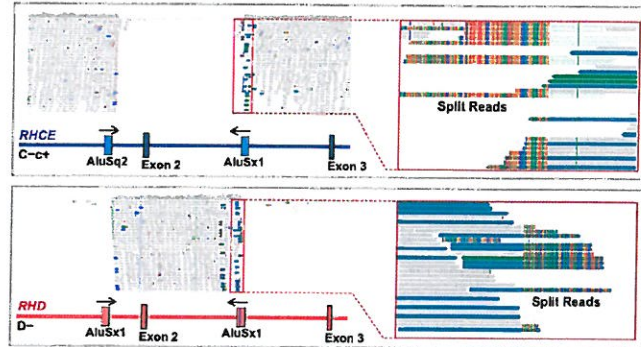 Split Reads
RHCE
C-c+
AluSq2
Exon 2
AluSx1
Exon 3
Split Reads
RHD
D-
AluSx1
Exon 2
AluSx1
Exon 3